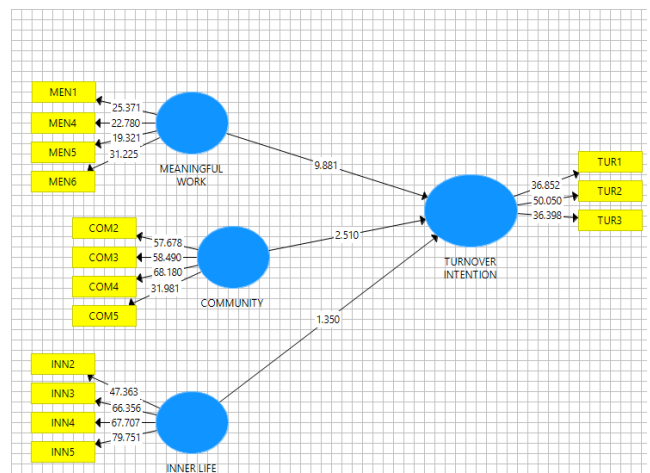 MEN1
MEN4
MEN5
MEN6
25.371
22.780
19.321
31.225
MEANINGFUL
WORK
9.881
COM2
COM3
COM4
COM5
57.678
58.490
68.180
31.981
COMMUNITY
2.510
INN2
INN3
INN4
INN5
47.363
66.356
67.707
79.751
INNER LIFE
1.350
TURNOVER
INTENTION
36.852
50.050
36.398
TUR1
TUR2
TUR3